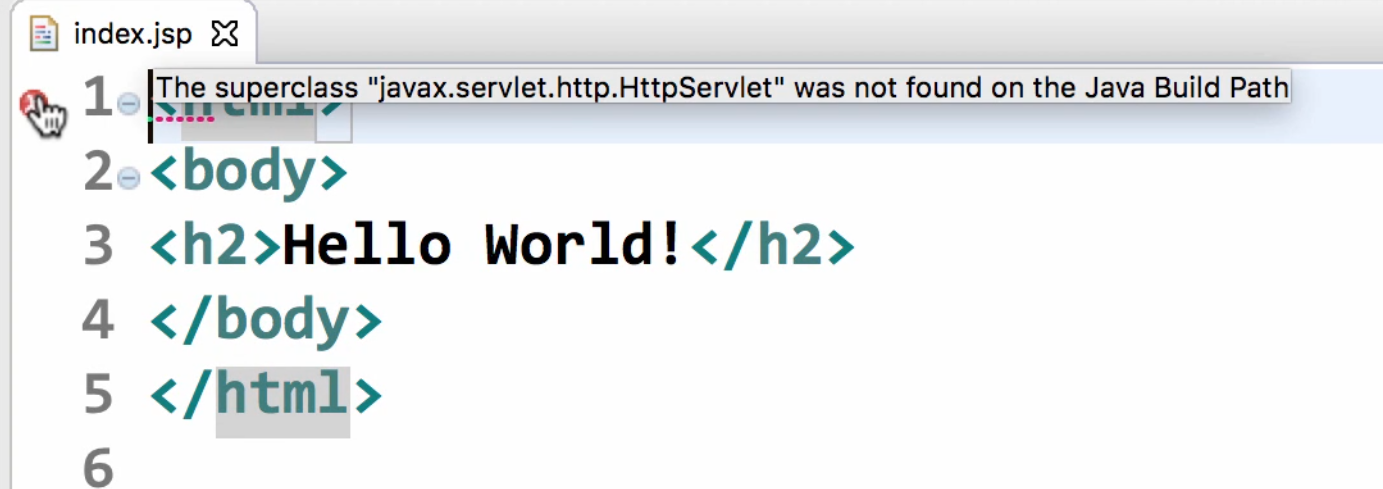 index.jsp
The superclass "javax.servlet.http.HttpServlet" was not found on the Java Build Path
1 <html>
2 <body>
3 <h2>Hello World!</h2>
4 </body>
5 </html>
6